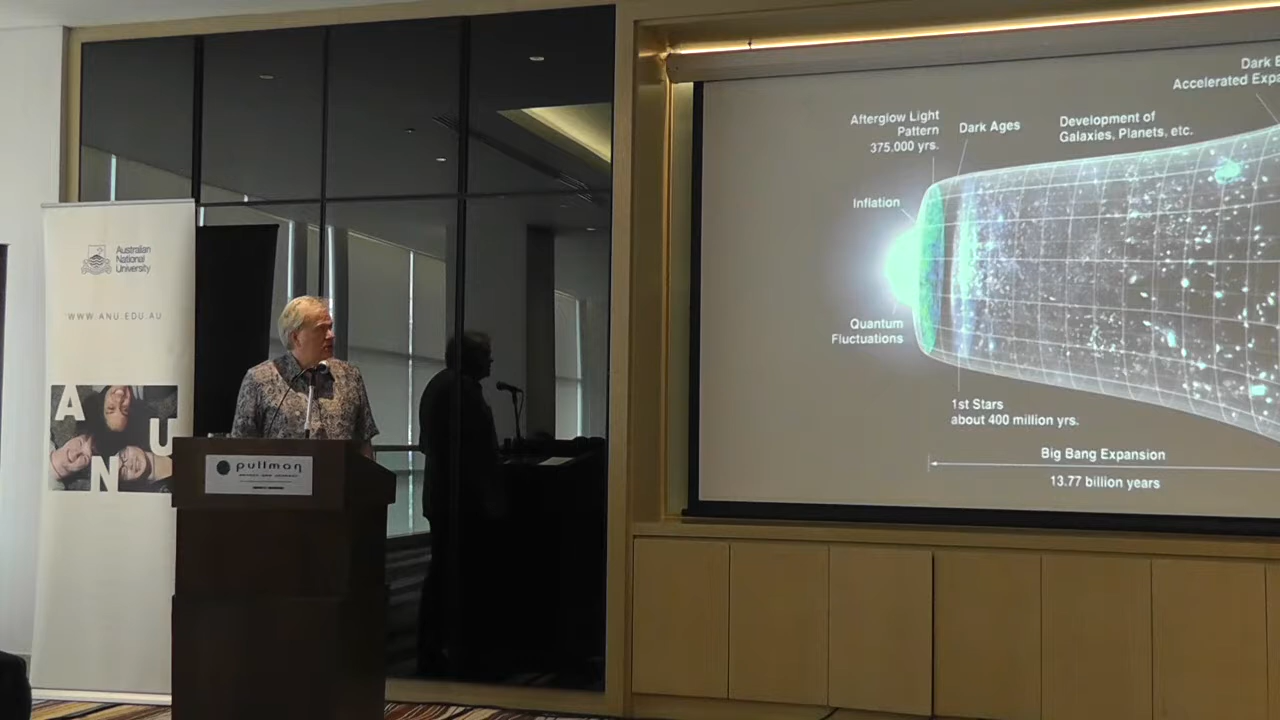 Australian
National
University
WWW.ANU.EDU.AU
A
U
N
pullman
Dark
Accelerated Expa
Afterglow Light
Pattern
375,000 yrs.
Dark Ages
Development of
Galaxies, Planets, etc.
Inflation
Quantum
Fluctuations
1st Stars
about 400 million yrs.
Big Bang Expansion
13.77 billion years